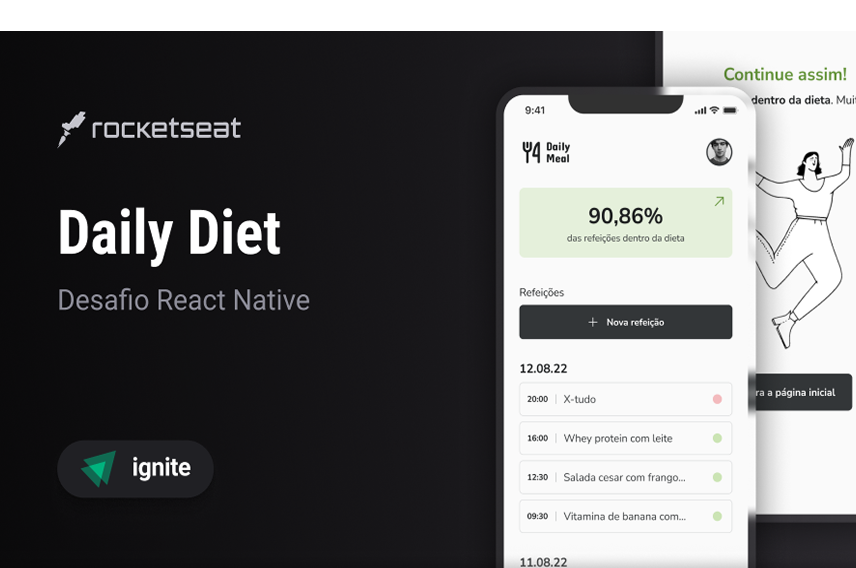 rocketseat
Daily Diet
Desafio React Native
ignite
9:41
Daily
Meal
90,86%
das refeições dentro da dieta
Refeições
+ Nova refeição
12.08.22
20:00 | X-tudo
16:00 | Whey protein com leite
12:30 | Salada cesar com frango...
09:30 | Vitamina de banana com...
11.08.22
Continue assim!
dentro da dieta.
a página inicial